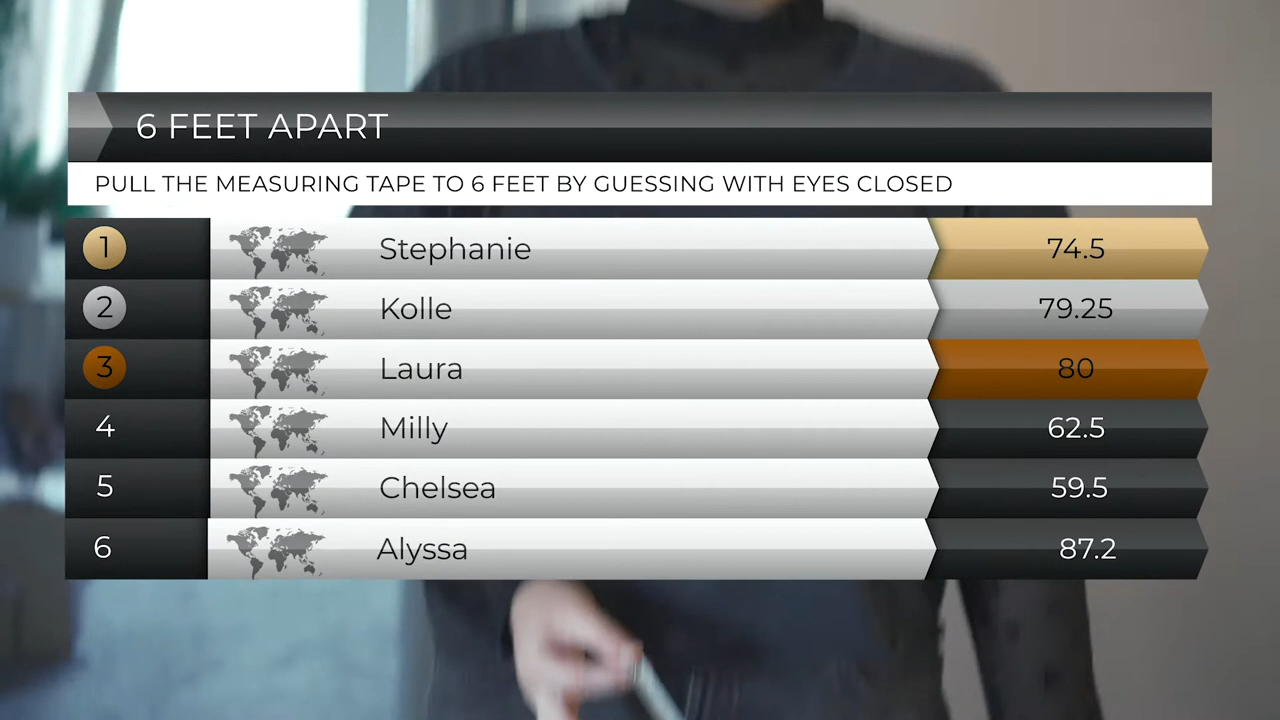 6 FEET APART
PULL THE MEASURING TAPE TO 6 FEET BY GUESSING WITH EYES CLOSED
1 Stephanie 74.5
2 Kolle 79.25
3 Laura 80
4 Milly 62.5
5 Chelsea 59.5
6 Alyssa 87.2